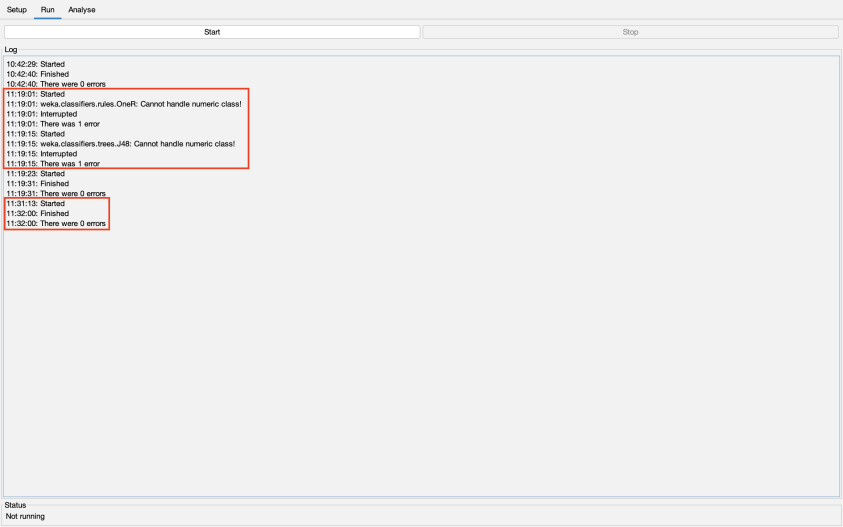 Setup Run Analyse
Start Stop
Log
10:42:29: Started
10:42:40: Finished
10:42:40: There were 0 errors
11:19:01: Started
11:19:01: weka.classifiers.rules.OneR: Cannot handle numeric class!
11:19:01: Interrupted
11:19:01: There was 1 error
11:19:15: Started
11:19:15: weka.classifiers.trees.J48: Cannot handle numeric class!
11:19:15: Interrupted
11:19:15: There was 1 error
11:19:23: Started
11:19:31: Finished
11:19:31: There were 0 errors
11:31:13: Started
11:32:00: Finished
11:32:00: There were 0 errors
Status
Not running